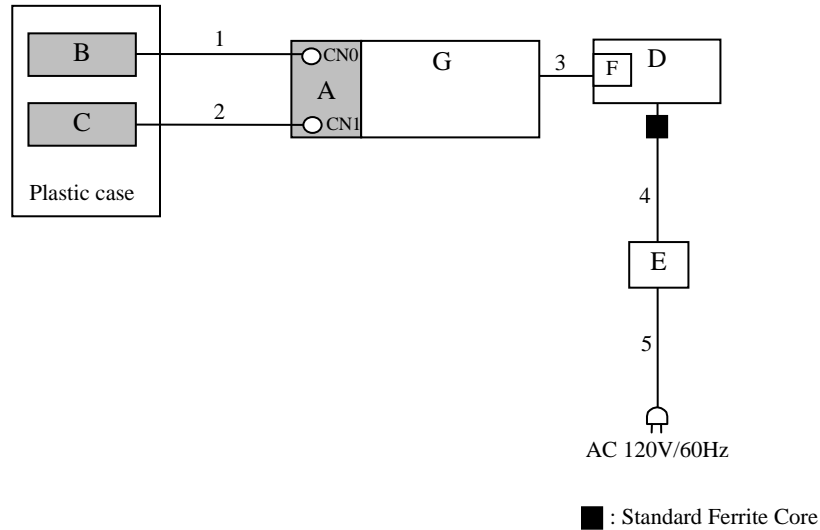 B
1
CN0
G
3
F
D
A
C
2
CN1
Plastic case
4
E
5
AC 120V/60Hz
: Standard Ferrite Core